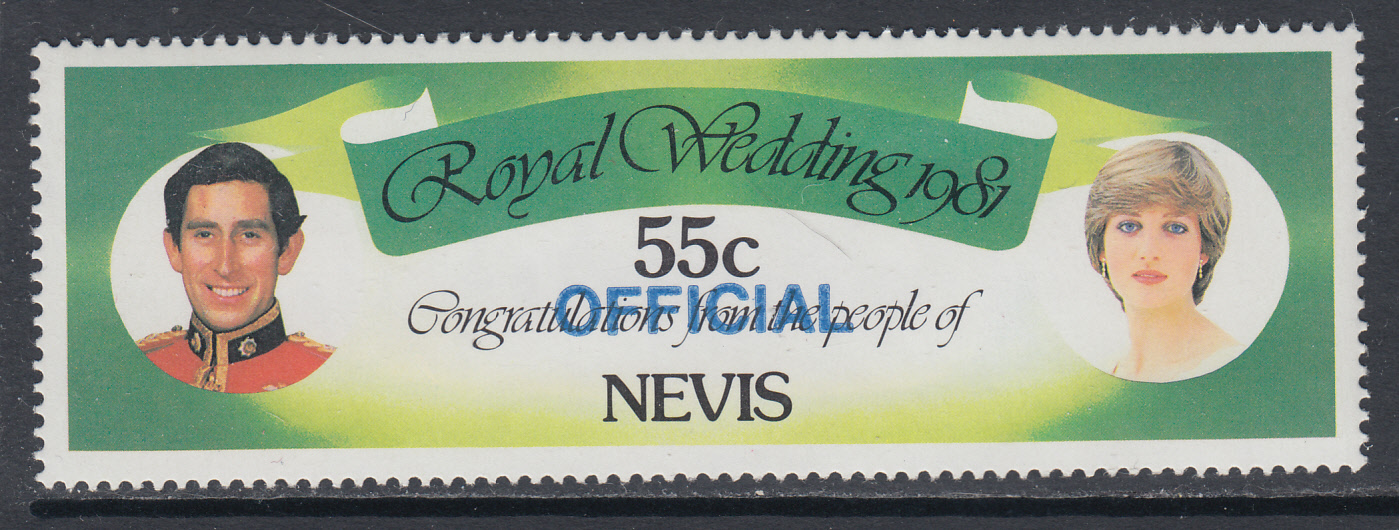 Royal Wedding 1981
55c
OFFICIAL
Congratulations from the people of
NEVIS